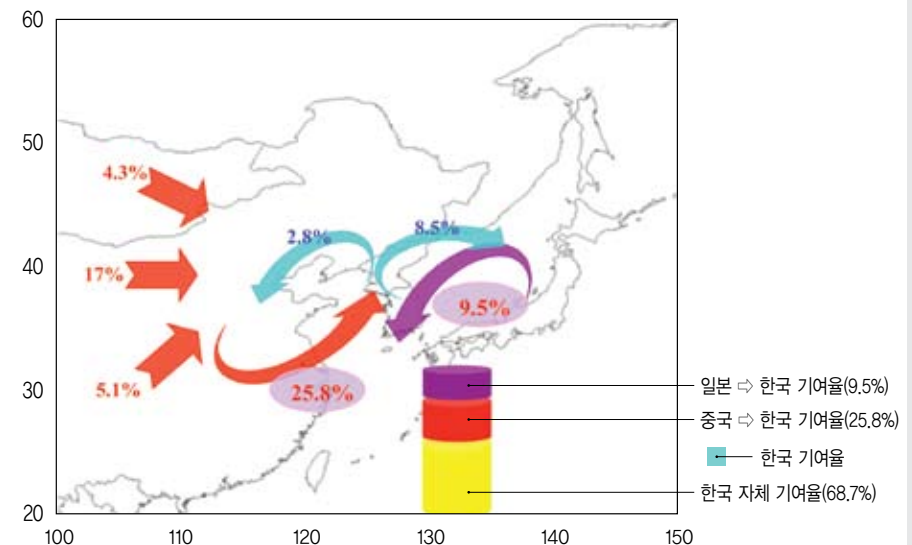 60
50
40
30
20
100 110 120 130 140 150
4.3%
17%
5.1%
2.8%
8.5%
9.5%
25.8%
일본 ⇨ 한국 기여율(9.5%)
중국 ⇨ 한국 기여율(25.8%)
한국 기여율
한국 자체 기여율(68.7%)